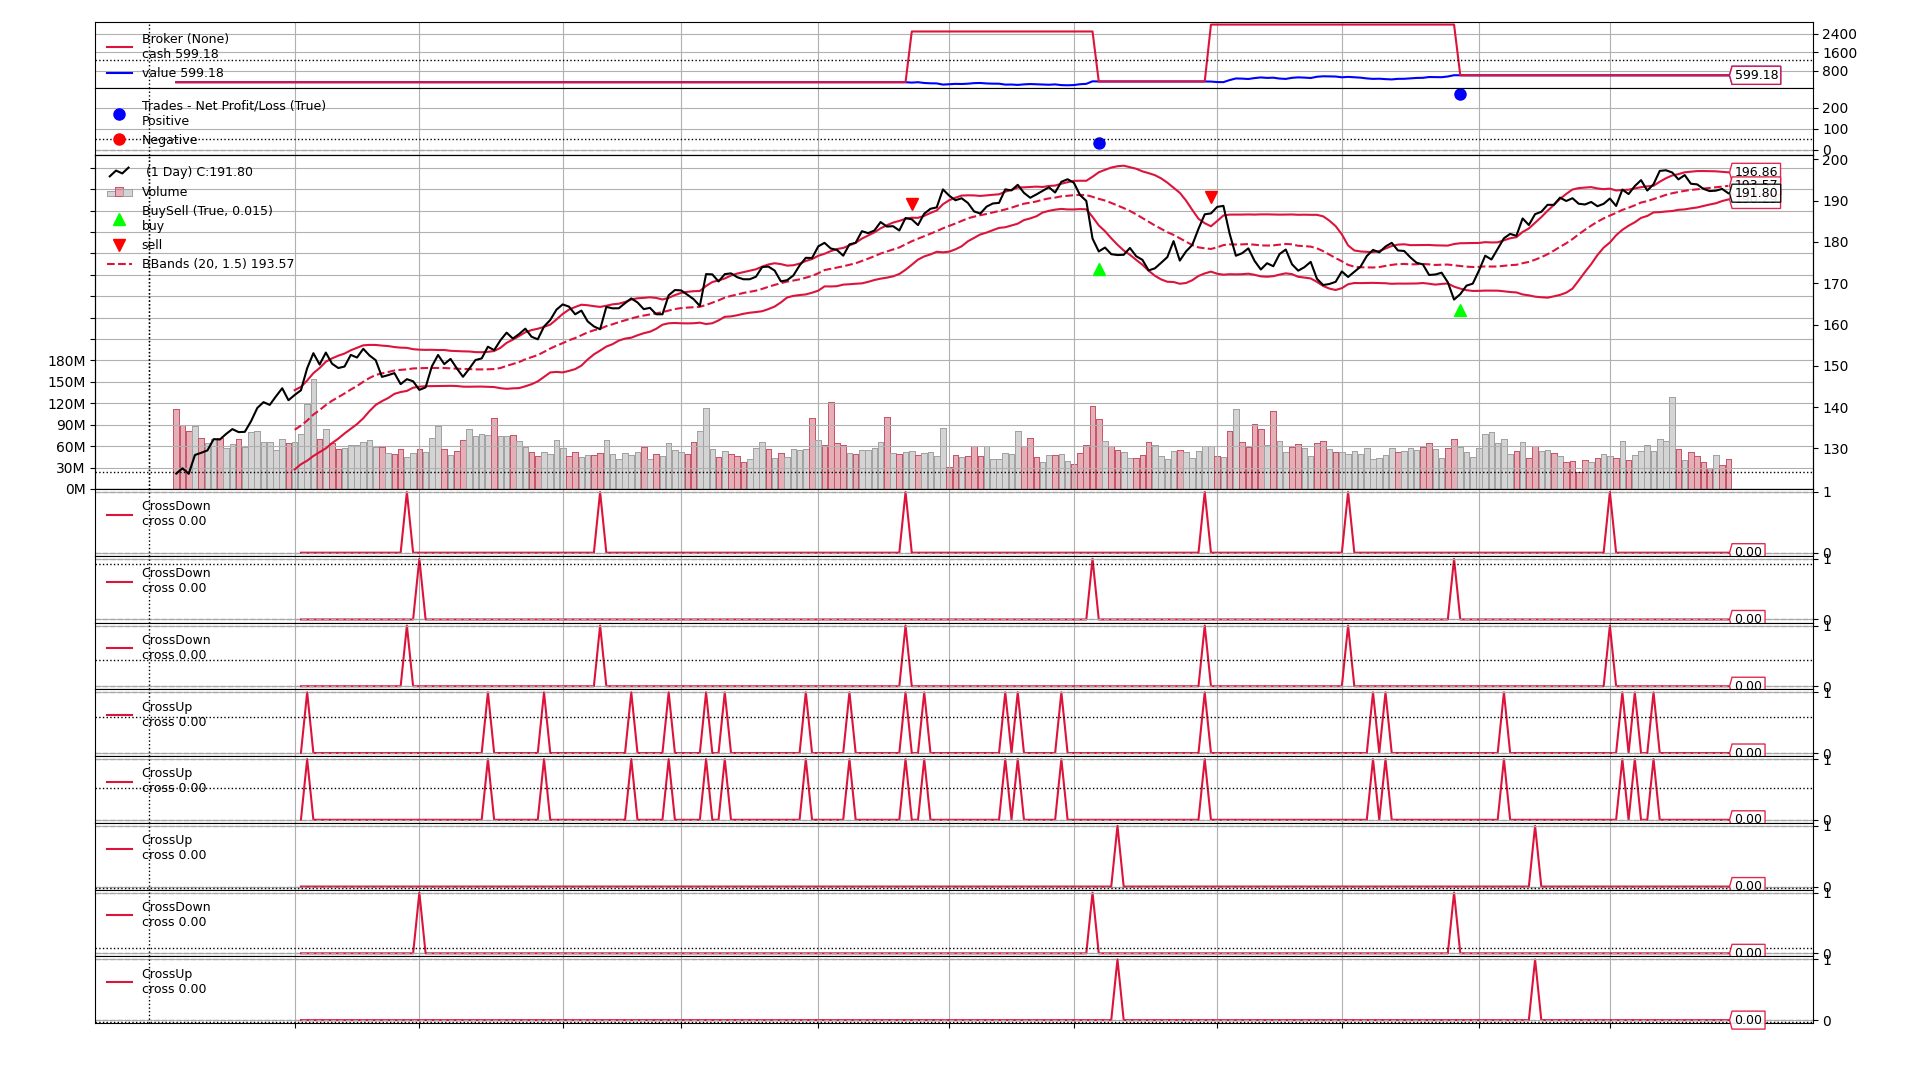 Broker (None)
cash 599.18
value 599.18
2400
1600
800
599.18
Trades - Net Profit/Loss (True)
Positive
Negative
200
100
0
(1 Day) C:191.80
Volume
BuySell (True, 0.015)
buy
sell
BBands (20, 1.5) 193.57
200
190
180
170
160
150
140
130
196.86
193.57
191.80
180M
150M
120M
90M
60M
30M
0M
CrossDown
cross 0.00
1
0
0.00
CrossDown
cross 0.00
1
0
0.00
CrossDown
cross 0.00
1
0
0.00
CrossUp
cross 0.00
1
0
0.00
CrossUp
cross 0.00
1
0
0.00
CrossUp
cross 0.00
1
0
0.00
CrossDown
cross 0.00
1
0
0.00
CrossUp
cross 0.00
1
0
0.00